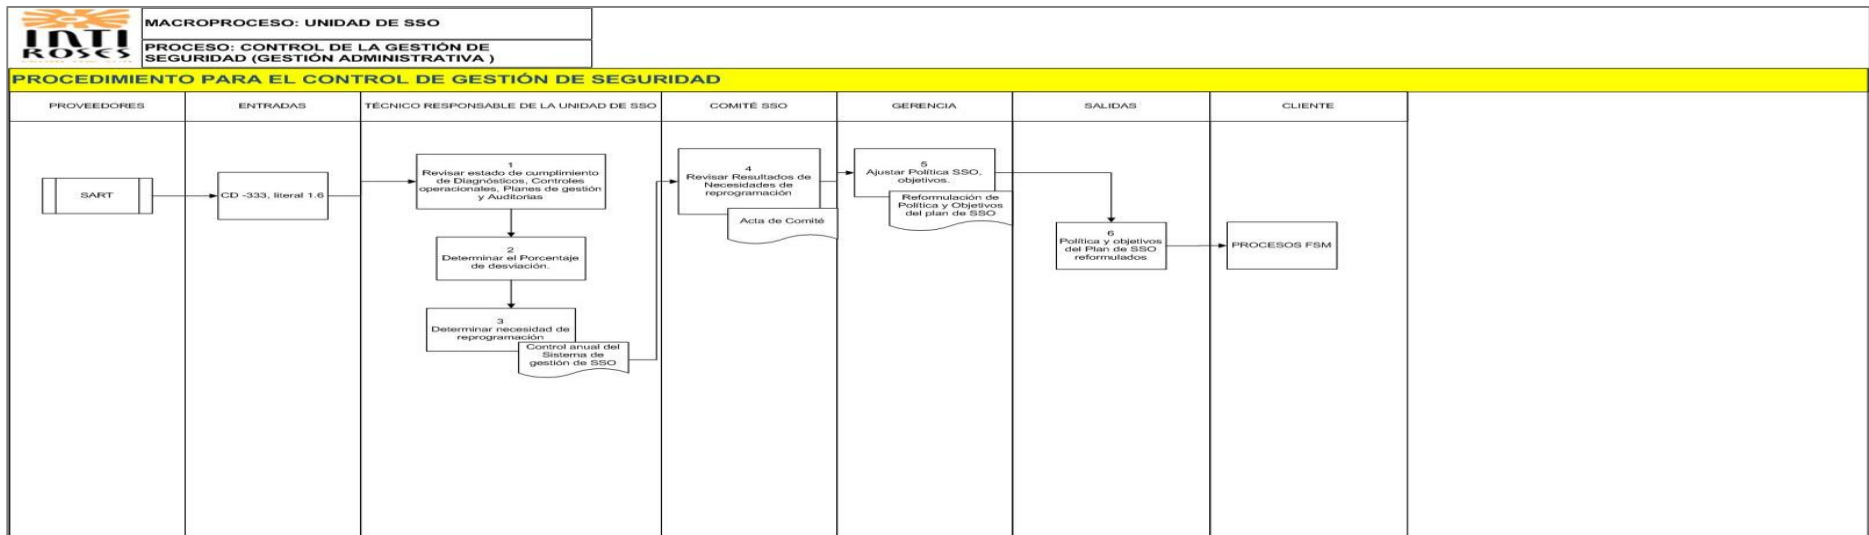 INTI
ROSES
MACROPROCESO: UNIDAD DE SSO
PROCESO: CONTROL DE LA GESTIÓN DE
SEGURIDAD (GESTIÓN ADMINISTRATIVA )
PROCEDIMIENTO PARA EL CONTROL DE GESTIÓN DE SEGURIDAD
PROVEEDORES
ENTRADAS
TÉCNICO RESPONSABLE DE LA UNIDAD DE SSO
COMITÉ SSO
GERENCIA
SALIDAS
CLIENTE
SART
CD -333, literal 1.6
1
Revisar estado de cumplimiento
de Diagnósticos, Controles
operacionales, Planes de gestión
y Auditorias
2
Determinar el Porcentaje
de desviación.
3
Determinar necesidad de
reprogramación
Control anual del
Sistema de
gestión de SSO
4
Revisar Resultados de
Necesidades de
reprogramación
Acta de Comité
5
Ajustar Política SSO,
objetivos.
Reformulación de
Política y Objetivos
del plan de SSO
6
Política y objetivos
del Plan de SSO
reformulados
PROCESOS FSM